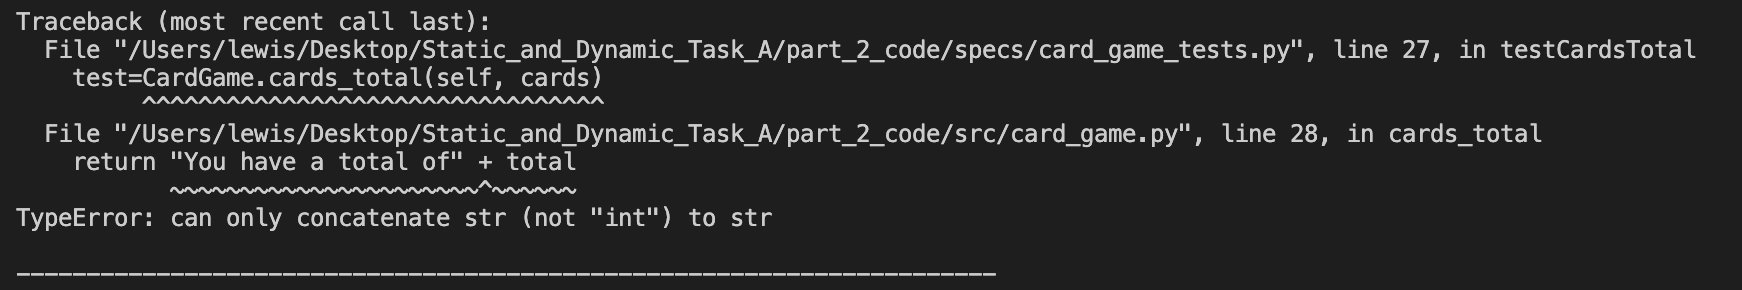 Traceback (most recent call last):
  File "/Users/lewis/Desktop/Static_and_Dynamic_Task_A/part_2_code/specs/card_game_tests.py", line 27, in testCardsTotal
    test=CardGame.cards_total(self, cards)
         ^^^^^^^^^^^^^^^^^^^^^^^^^^^^^^^^^
  File "/Users/lewis/Desktop/Static_and_Dynamic_Task_A/part_2_code/src/card_game.py", line 28, in cards_total
    return "You have a total of" + total
           ~~~~~~~~~~~~~~~~~~~~~~^~~~~~~
TypeError: can only concatenate str (not "int") to str

----------------------------------------------------------------------